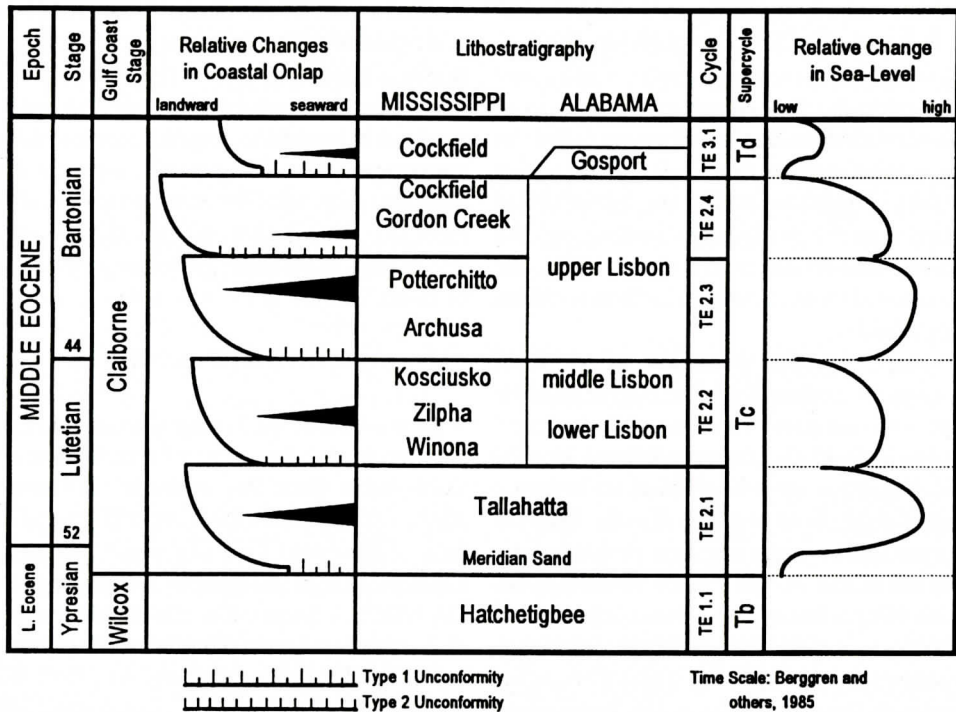 Epoch
Stage
Gulf Coast
Stage
Relative Changes
in Coastal Onlap
landward seaward
Lithostratigraphy
MISSISSIPPI ALABAMA
Cycle
Supercycle
Relative Change
in Sea-Level
low high
MIDDLE EOCENE
L. Eocene
Bartonian
44
Lutetian
52
Ypresian
Claiborne
Wilcox
Cockfield
Gosport
Cockfield
Gordon Creek
upper Lisbon
Potterchitto
Archusa
Kosciusko
middle Lisbon
Zilpha
lower Lisbon
Winona
Tallahatta
Meridian Sand
Hatchetigbee
TE 3.1
TE 2.4
TE 2.3
TE 2.2
TE 2.1
TE 1.1
Td
Tc
Tb
Type 1 Unconformity
Type 2 Unconformity
Time Scale: Berggren and
others, 1985